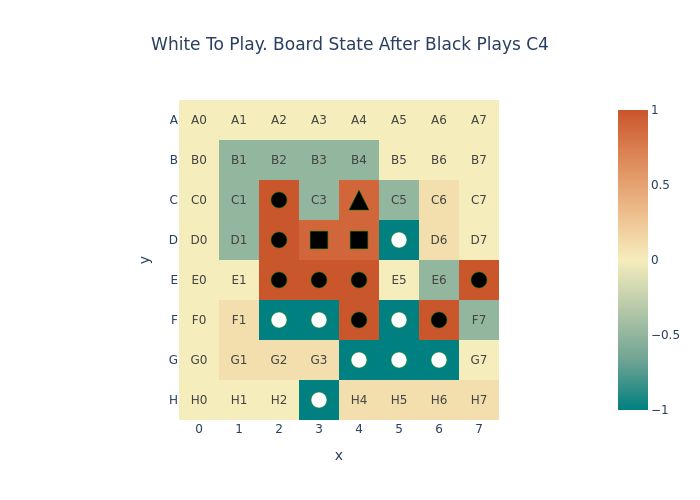 White To Play. Board State After Black Plays C4
A A0 A1 A2 A3 A4 A5 A6 A7
B B0 B1 B2 B3 B4 B5 B6 B7
C C0 C1 C3 C5 C6 C7
D D0 D1 D6 D7
E E0 E1 E5 E6
F F0 F1 F7
G G0 G1 G2 G3 G7
H H0 H1 H2 H4 H5 H6 H7
0 1 2 3 4 5 6 7
x
y
1
0.5
0
−0.5
−1